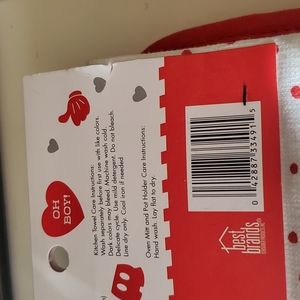 OH
BOY!
Kitchen Towel Care Instructions:
Wash separately before first use with like colors.
Dark colors may bleed. Machine wash cold.
Delicate cycle. Use mild detergent. Do not bleach.
Line dry only. Cool iron if needed
Oven Mitt and Pot Holder Care Instructions:
Hand wash. Lay flat to dry.
0 42887 33491 5
best
brands